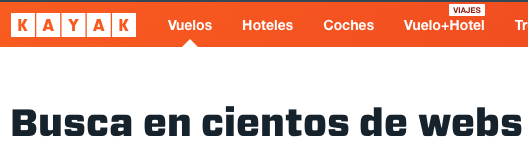 KAYAK Vuelos Hoteles Coches Vuelo+Hotel VIAJES
Busca en cientos de webs